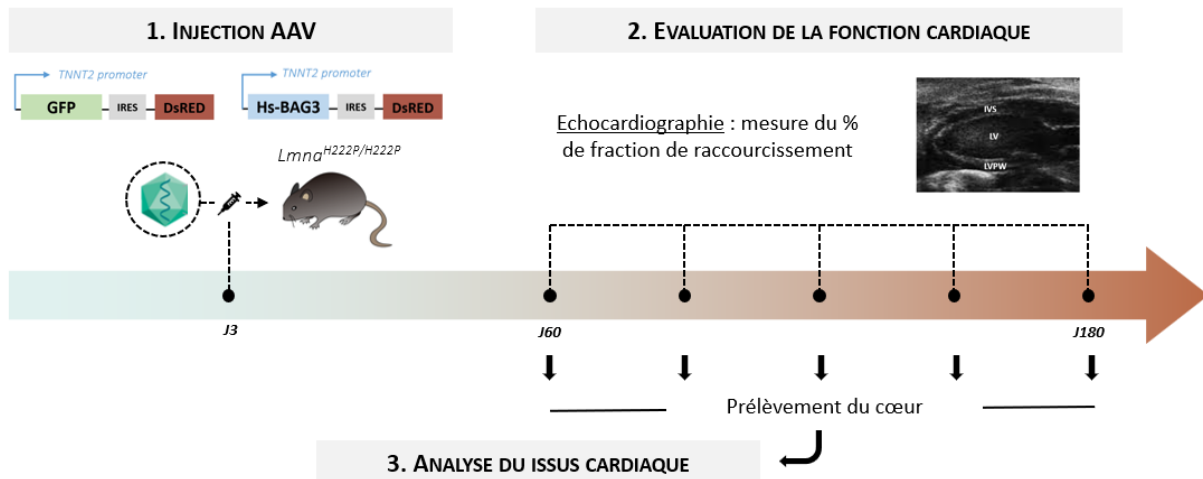 1. INJECTION AAV
TNNT2 promoter
GFP IRES DsRED
TNNT2 promoter
Hs-BAG3 IRES DsRED
Lmna^H222P/H222P
2. EVALUATION DE LA FONCTION CARDIAQUE
Echocardiographie : mesure du %
de fraction de raccourcissement
IVS
LV
LVPW
J3
J60
J180
Prélèvement du cœur
3. ANALYSE DU ISSUS CARDIAQUE